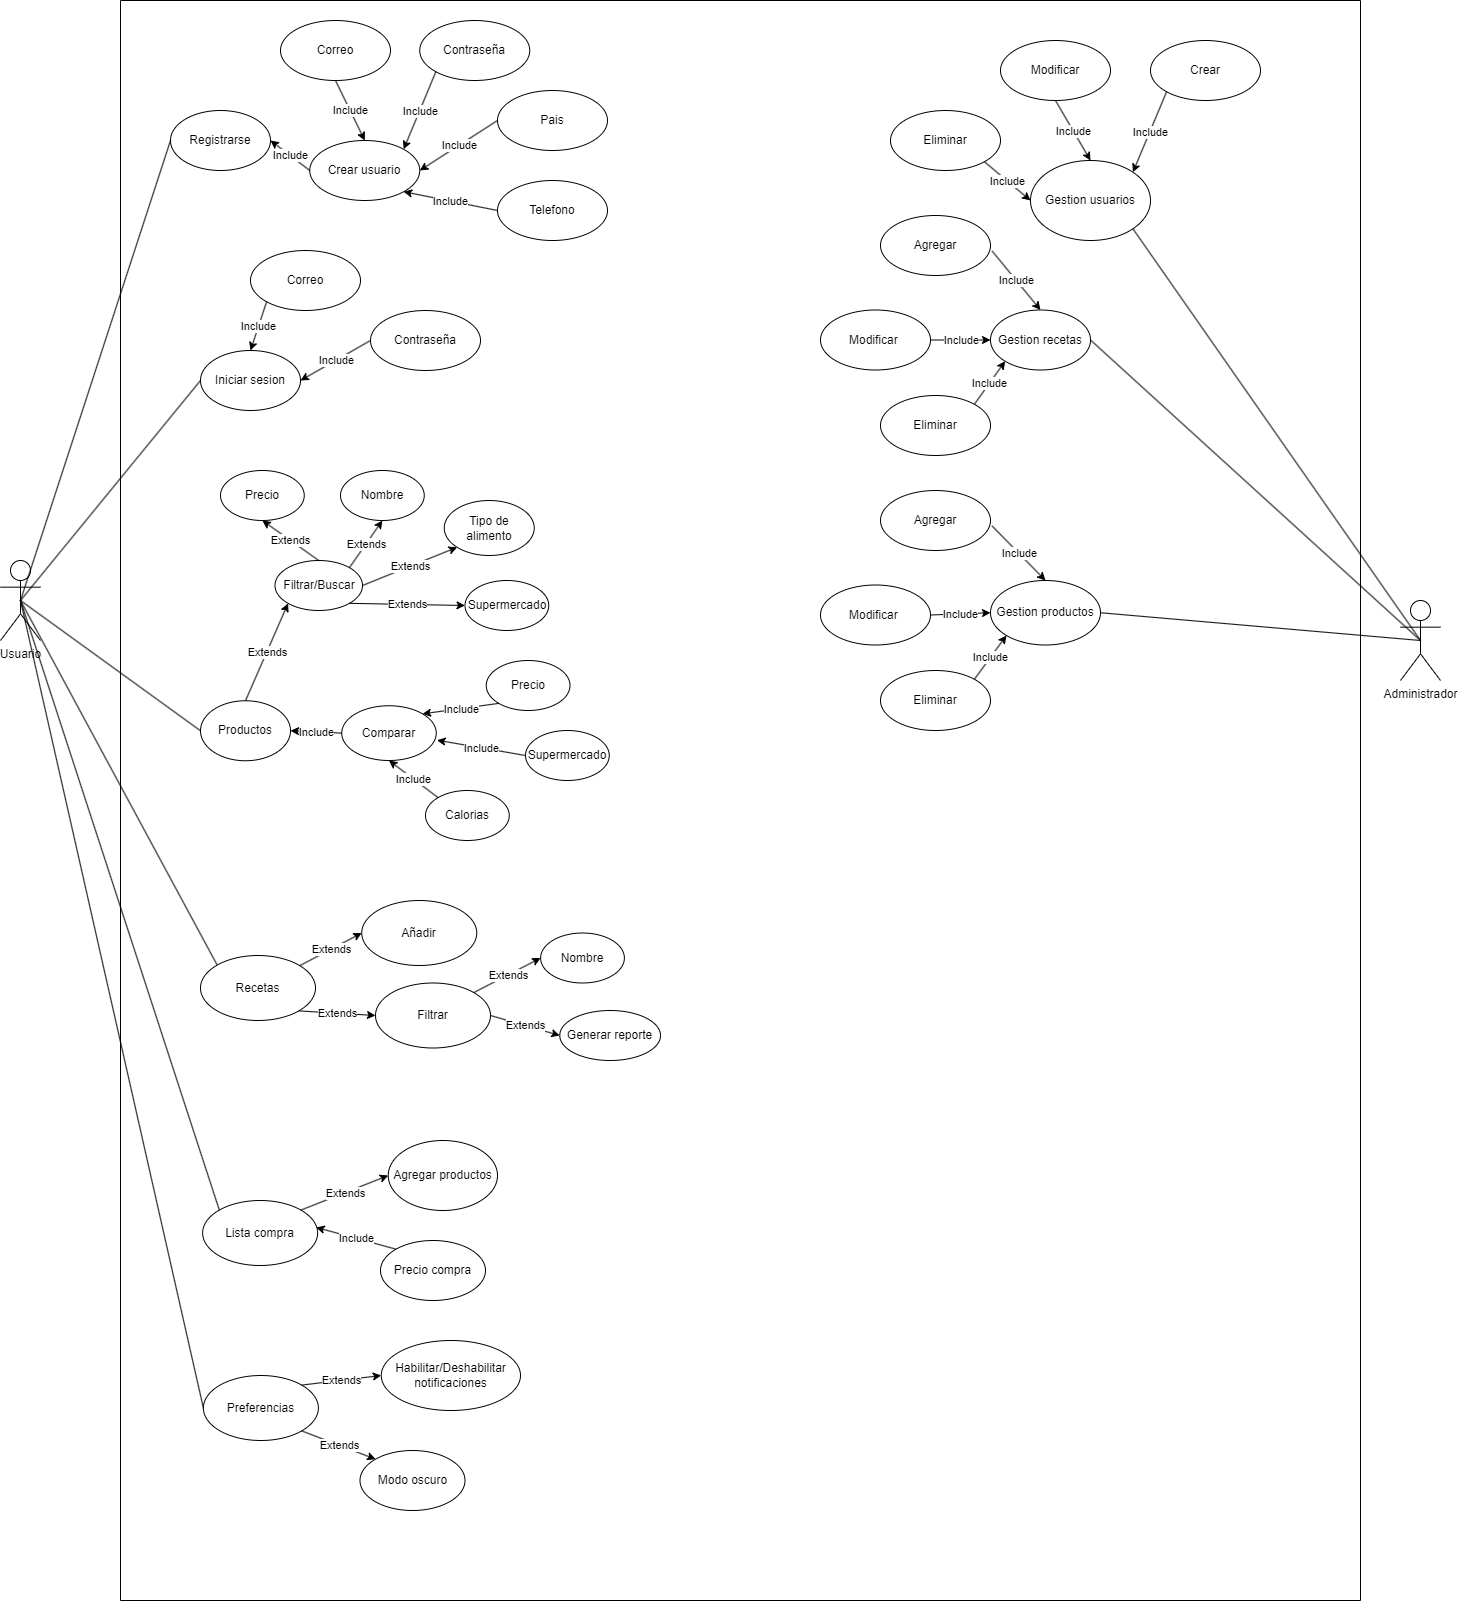 Correo
Contraseña
Include
Include
Pais
Registrarse
Include
Include
Crear usuario
Include
Telefono
Correo
Include
Contraseña
Include
Iniciar sesion
Precio
Nombre
Tipo de
alimento
Extends
Extends
Extends
Filtrar/Buscar
Extends
Supermercado
Extends
Usuario
Productos
Include
Comparar
Include
Precio
Include
Supermercado
Include
Calorias
Añadir
Extends
Recetas
Extends
Filtrar
Extends
Nombre
Extends
Generar reporte
Agregar productos
Extends
Lista compra
Include
Precio compra
Habilitar/Deshabilitar
notificaciones
Extends
Preferencias
Extends
Modo oscuro
Modificar
Crear
Eliminar
Include
Include
Include
Gestion usuarios
Agregar
Include
Modificar
Include
Gestion recetas
Include
Eliminar
Agregar
Include
Modificar
Include
Gestion productos
Include
Eliminar
Administrador